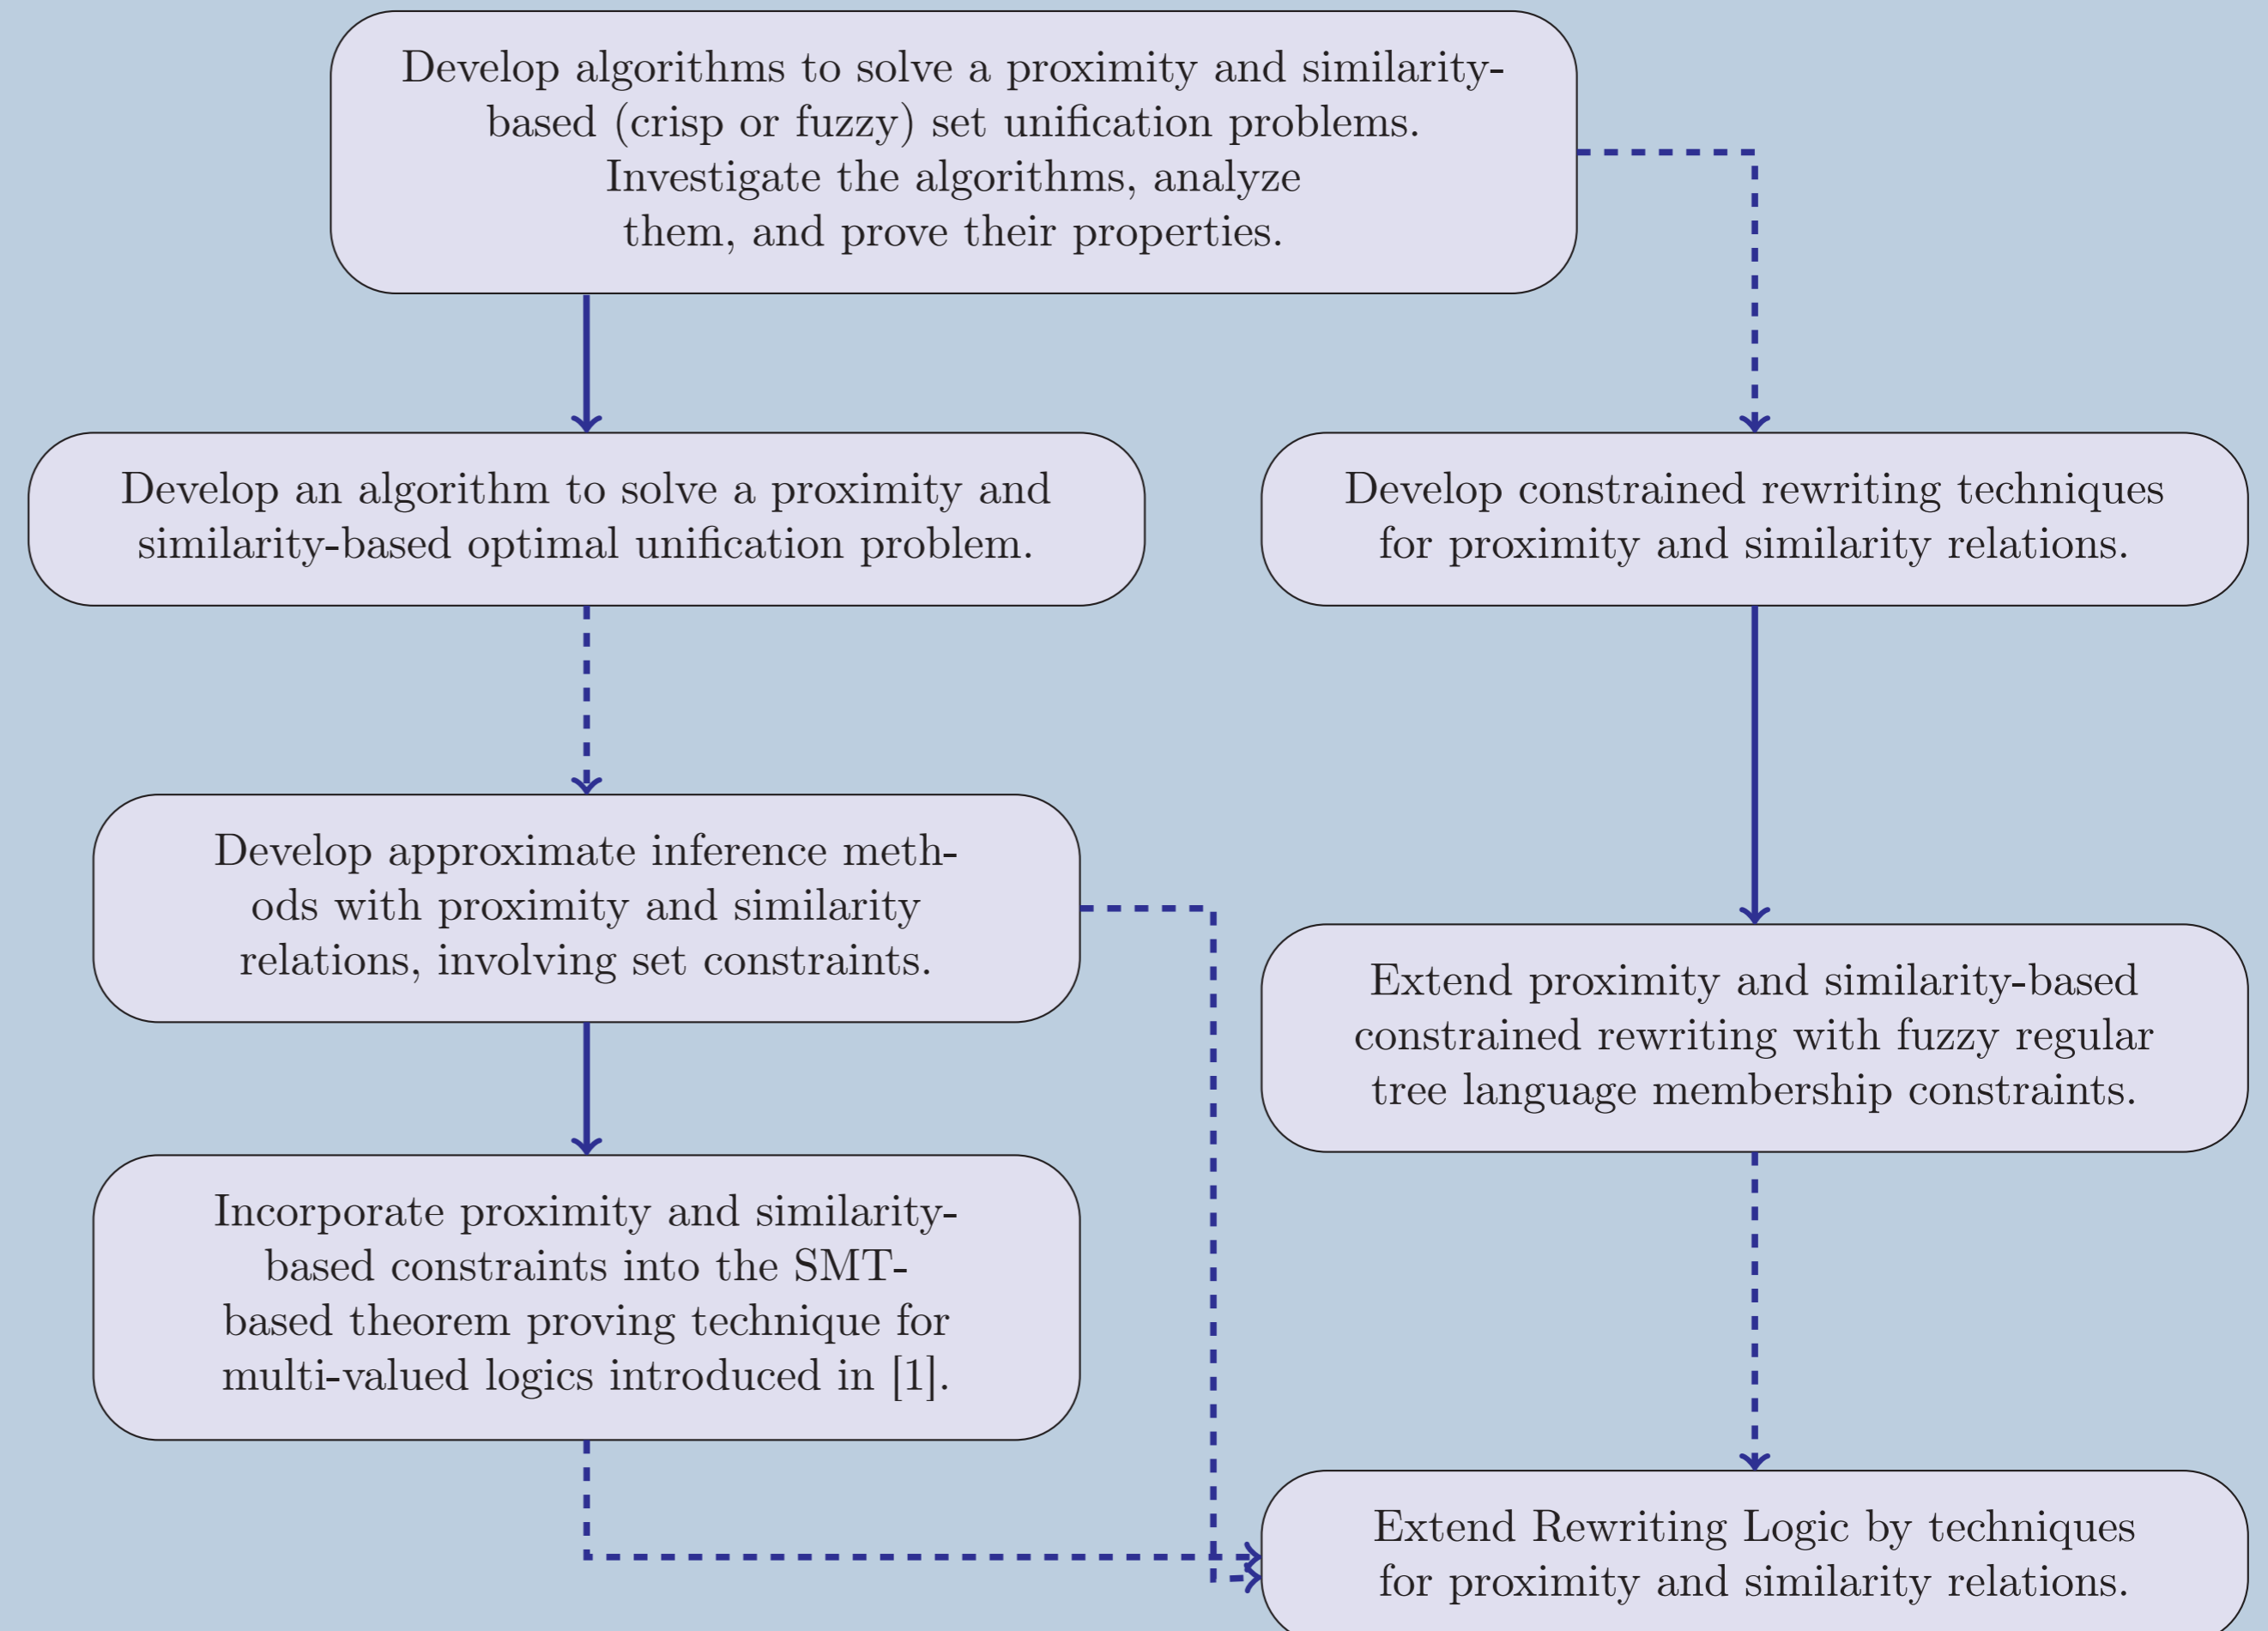 Develop algorithms to solve a proximity and similarity-
based (crisp or fuzzy) set unification problems.
Investigate the algorithms, analyze
them, and prove their properties.
Develop an algorithm to solve a proximity and
similarity-based optimal unification problem.
Develop constrained rewriting techniques
for proximity and similarity relations.
Develop approximate inference meth-
ods with proximity and similarity
relations, involving set constraints.
Extend proximity and similarity-based
constrained rewriting with fuzzy regular
tree language membership constraints.
Incorporate proximity and similarity-
based constraints into the SMT-
based theorem proving technique for
multi-valued logics introduced in [1].
Extend Rewriting Logic by techniques
for proximity and similarity relations.